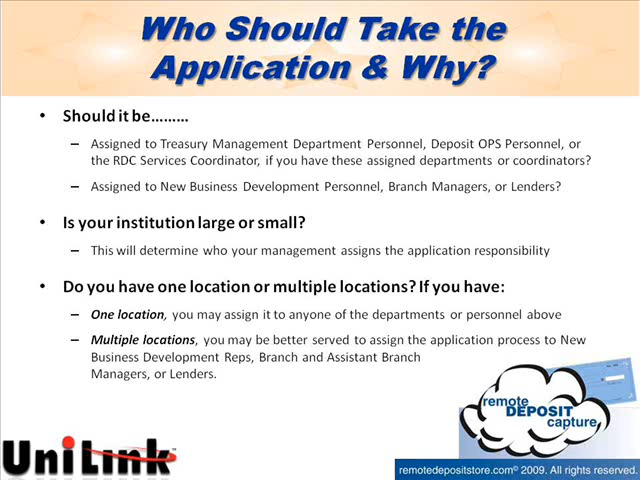 Who Should Take the
Application & Why?
• Should it be………
– Assigned to Treasury Management Department Personnel, Deposit OPS Personnel, or
the RDC Services Coordinator, if you have these assigned departments or coordinators?
– Assigned to New Business Development Personnel, Branch Managers, or Lenders?
• Is your institution large or small?
– This will determine who your management assigns the application responsibility
• Do you have one location or multiple locations? If you have:
– One location, you may assign it to anyone of the departments or personnel above
– Multiple locations, you may be better served to assign the application process to New
Business Development Reps, Branch and Assistant Branch
Managers, or Lenders.
remote
DEPOSIT
capture
UniLink™
remotedepositstore.com© 2009. All rights reserved.